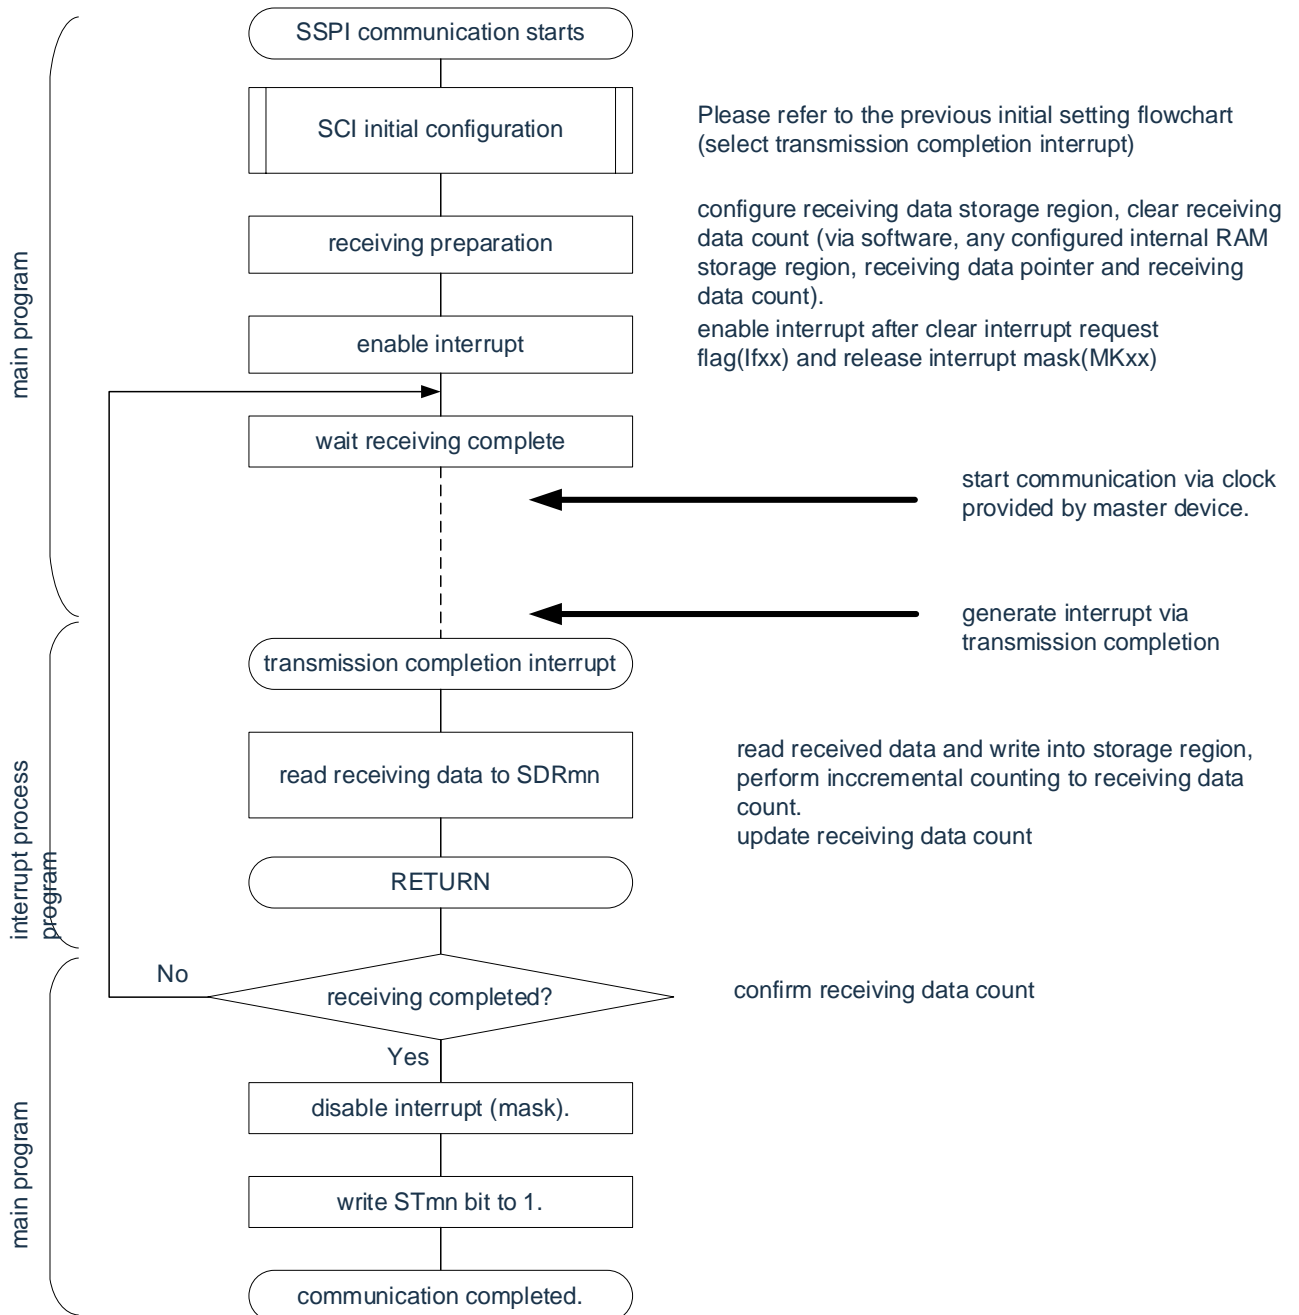 SSPI communication starts
SCI initial configuration
Please refer to the previous initial setting flowchart
(select transmission completion interrupt)
receiving preparation
configure receiving data storage region, clear receiving
data count (via software, any configured internal RAM
storage region, receiving data pointer and receiving
data count).
main program
enable interrupt
enable interrupt after clear interrupt request
flag(Ifxx) and release interrupt mask(MKxx)
wait receiving complete
start communication via clock
provided by master device.
generate interrupt via
transmission completion
transmission completion interrupt
read receiving data to SDRmn
read received data and write into storage region,
perform inccremental counting to receiving data
count.
update receiving data count
interrupt process
program
RETURN
No
receiving completed?
confirm receiving data count
Yes
disable interrupt (mask).
main program
write STmn bit to 1.
communication completed.